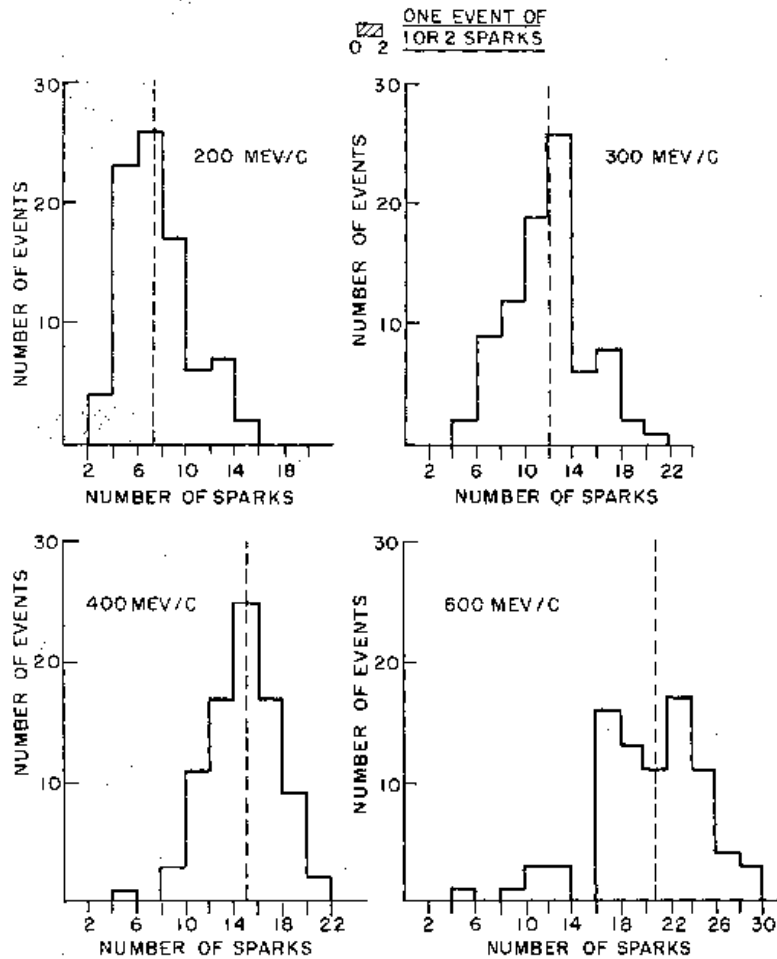 ONE EVENT OF
0 2 1 OR 2 SPARKS
30
20
10
NUMBER OF EVENTS
200 MEV/C
2 6 10 14 18
NUMBER OF SPARKS
30
20
10
NUMBER OF EVENTS
300 MEV/C
2 6 10 14 18 22
NUMBER OF SPARKS
30
20
10
NUMBER OF EVENTS
400 MEV/C
2 6 10 14 18 22
NUMBER OF SPARKS
30
20
10
NUMBER OF EVENTS
600 MEV/C
2 6 10 14 18 22 26 30
NUMBER OF SPARKS